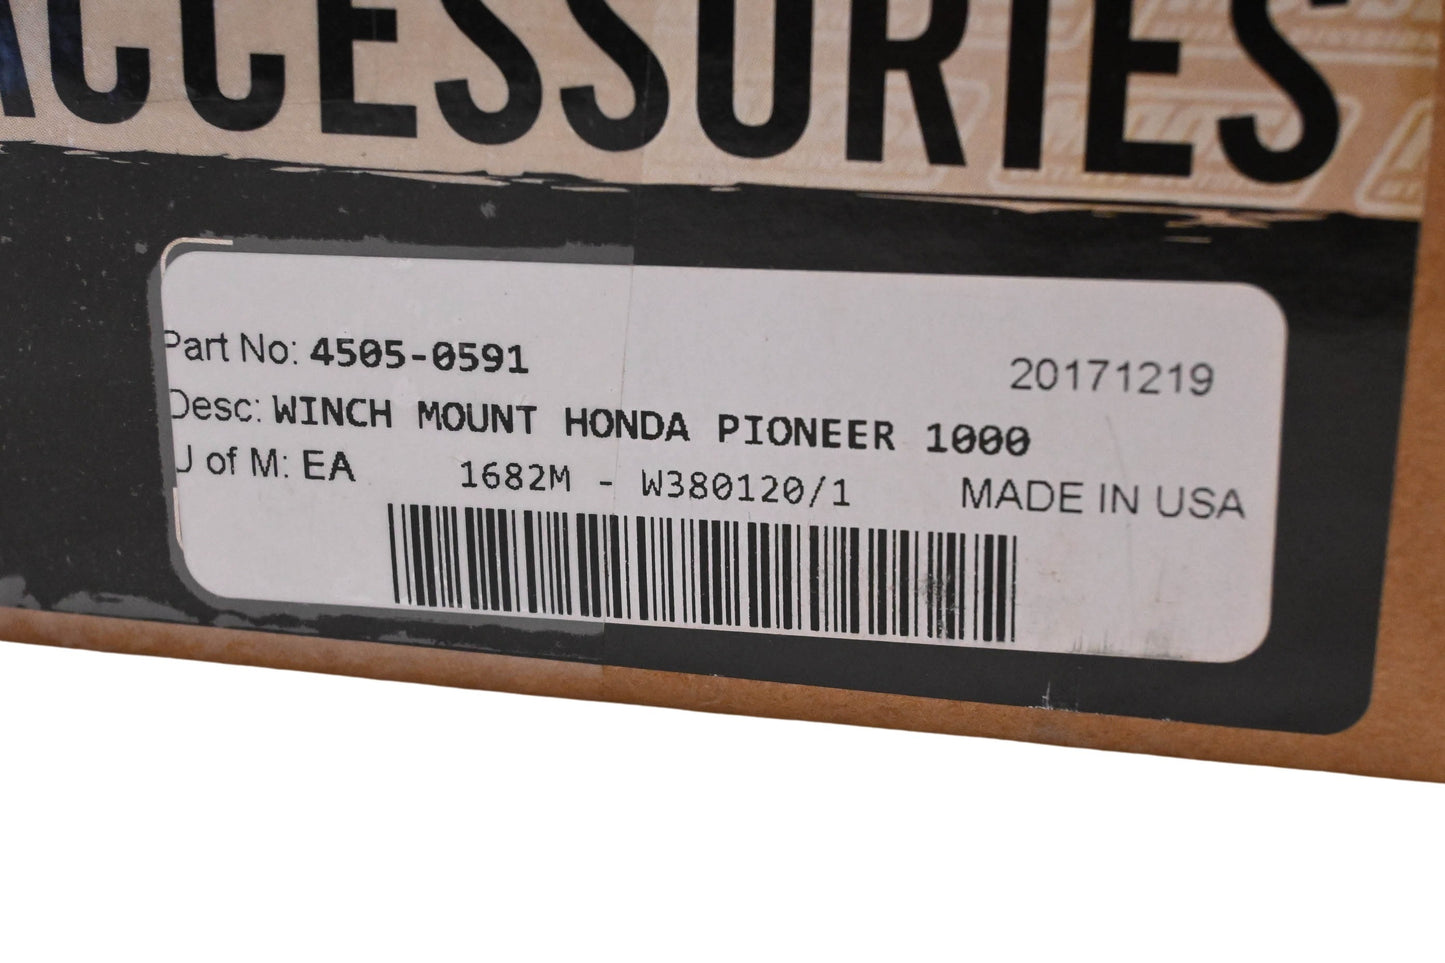 ACCESSORIES
Part No: 4505-0591
20171219
Desc: WINCH MOUNT HONDA PIONEER 1000
U of M: EA 1682M - W380120/1 MADE IN USA